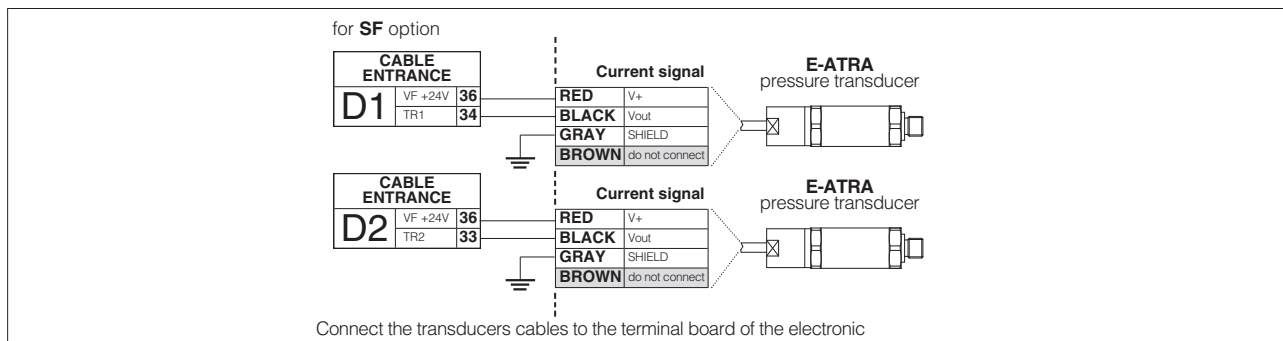 for SF option
CABLE
ENTRANCE
D1
VF +24V 36
TR1 34
Current signal
RED V+
BLACK Vout
GRAY SHIELD
BROWN do not connect
E-ATRA
pressure transducer
CABLE
ENTRANCE
D2
VF +24V 36
TR2 33
Current signal
RED V+
BLACK Vout
GRAY SHIELD
BROWN do not connect
E-ATRA
pressure transducer
Connect the transducers cables to the terminal board of the electronic